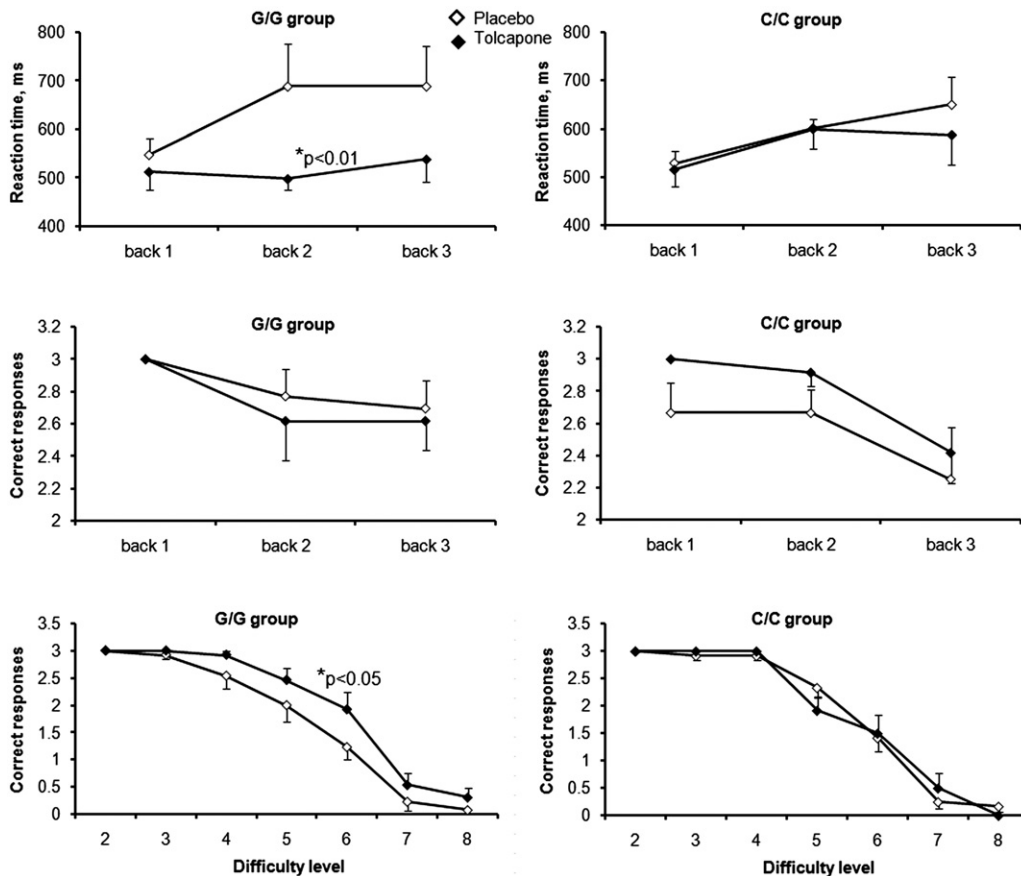 G/G group
Placebo
Tolcapone
C/C group
Reaction time, ms
800
700
600
500
400
*p<0.01
back 1
back 2
back 3
Reaction time, ms
800
700
600
500
400
back 1
back 2
back 3
G/G group
Correct responses
3.2
3
2.8
2.6
2.4
2.2
2
back 1
back 2
back 3
C/C group
Correct responses
3.2
3
2.8
2.6
2.4
2.2
2
back 1
back 2
back 3
G/G group
Correct responses
3.5
3
2.5
2
1.5
1
0.5
0
*p<0.05
2 3 4 5 6 7 8
Difficulty level
C/C group
Correct responses
3.5
3
2.5
2
1.5
1
0.5
0
2 3 4 5 6 7 8
Difficulty level